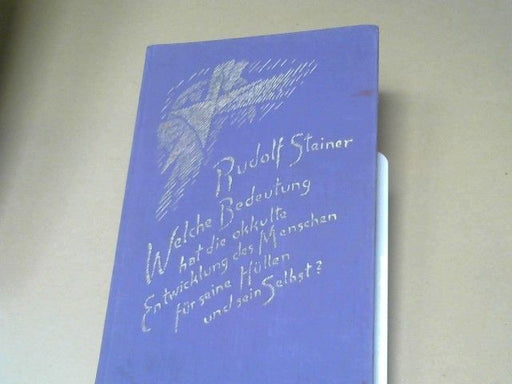 Rudolf Steiner
Welche Bedeutung
hat die okkulte
Entwicklung des Menschen
für seine Hüllen
und sein Selbst?